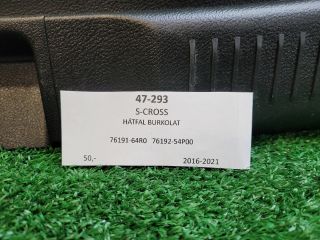 47-293
S-CROSS
HÁTFAL BURKOLAT
76191-64R0 76192-54P00
50,- 2016-2021